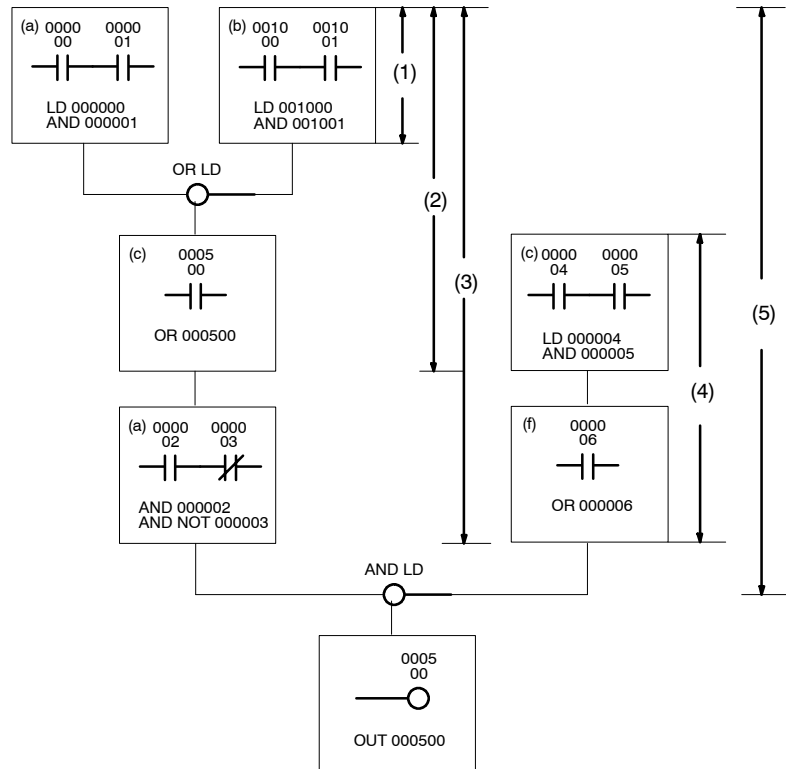 (a) 0000 0000
00 01
LD 000000
AND 000001
(b) 0010 0010
00 01
LD 001000
AND 001001
(1)
OR LD
(2)
(3)
(c) 0005
00
OR 000500
(c) 0000 0000
04 05
LD 000004
AND 000005
(5)
(4)
(a) 0000 0000
02 03
AND 000002
AND NOT 000003
(f) 0000
06
OR 000006
AND LD
0005
00
OUT 000500